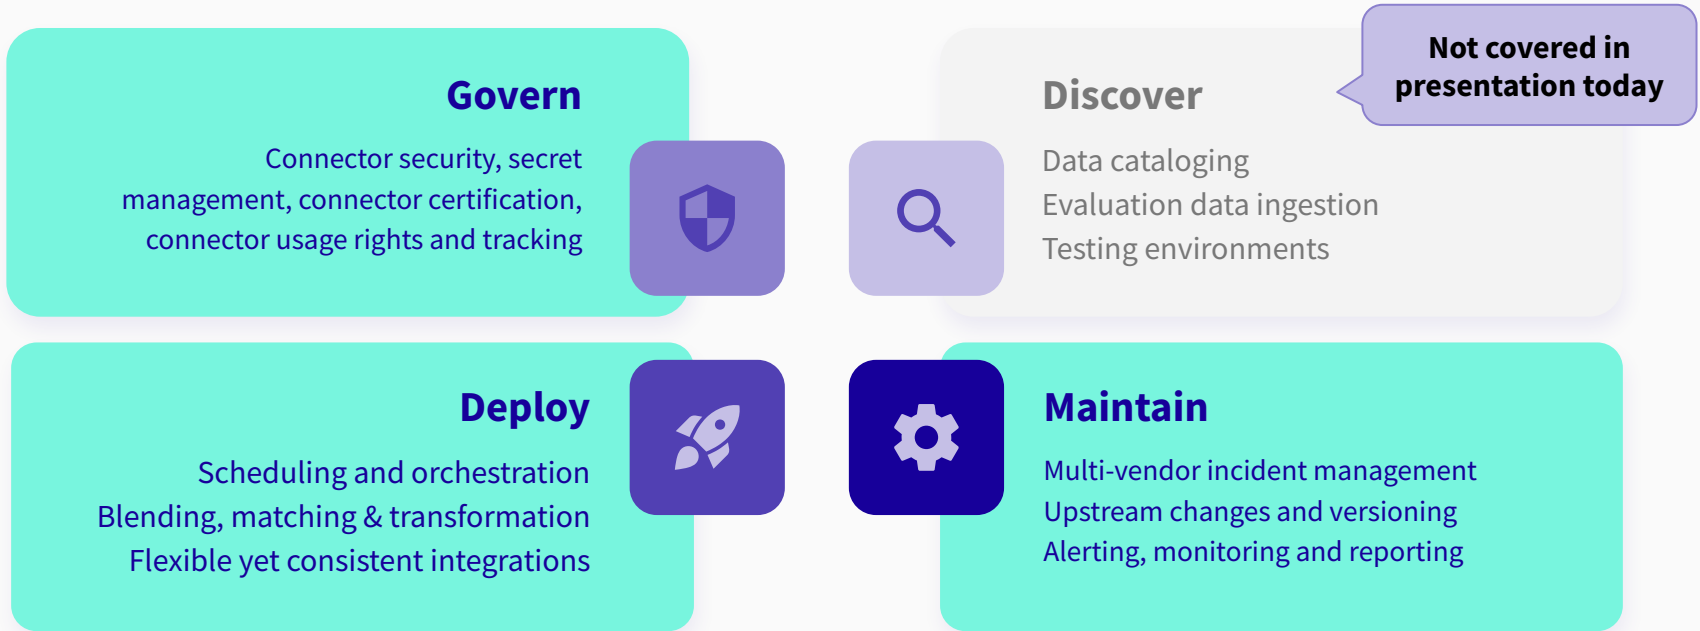 Govern
Connector security, secret
management, connector certification,
connector usage rights and tracking
Discover
Data cataloging
Evaluation data ingestion
Testing environments
Not covered in
presentation today
Deploy
Scheduling and orchestration
Blending, matching & transformation
Flexible yet consistent integrations
Maintain
Multi-vendor incident management
Upstream changes and versioning
Alerting, monitoring and reporting